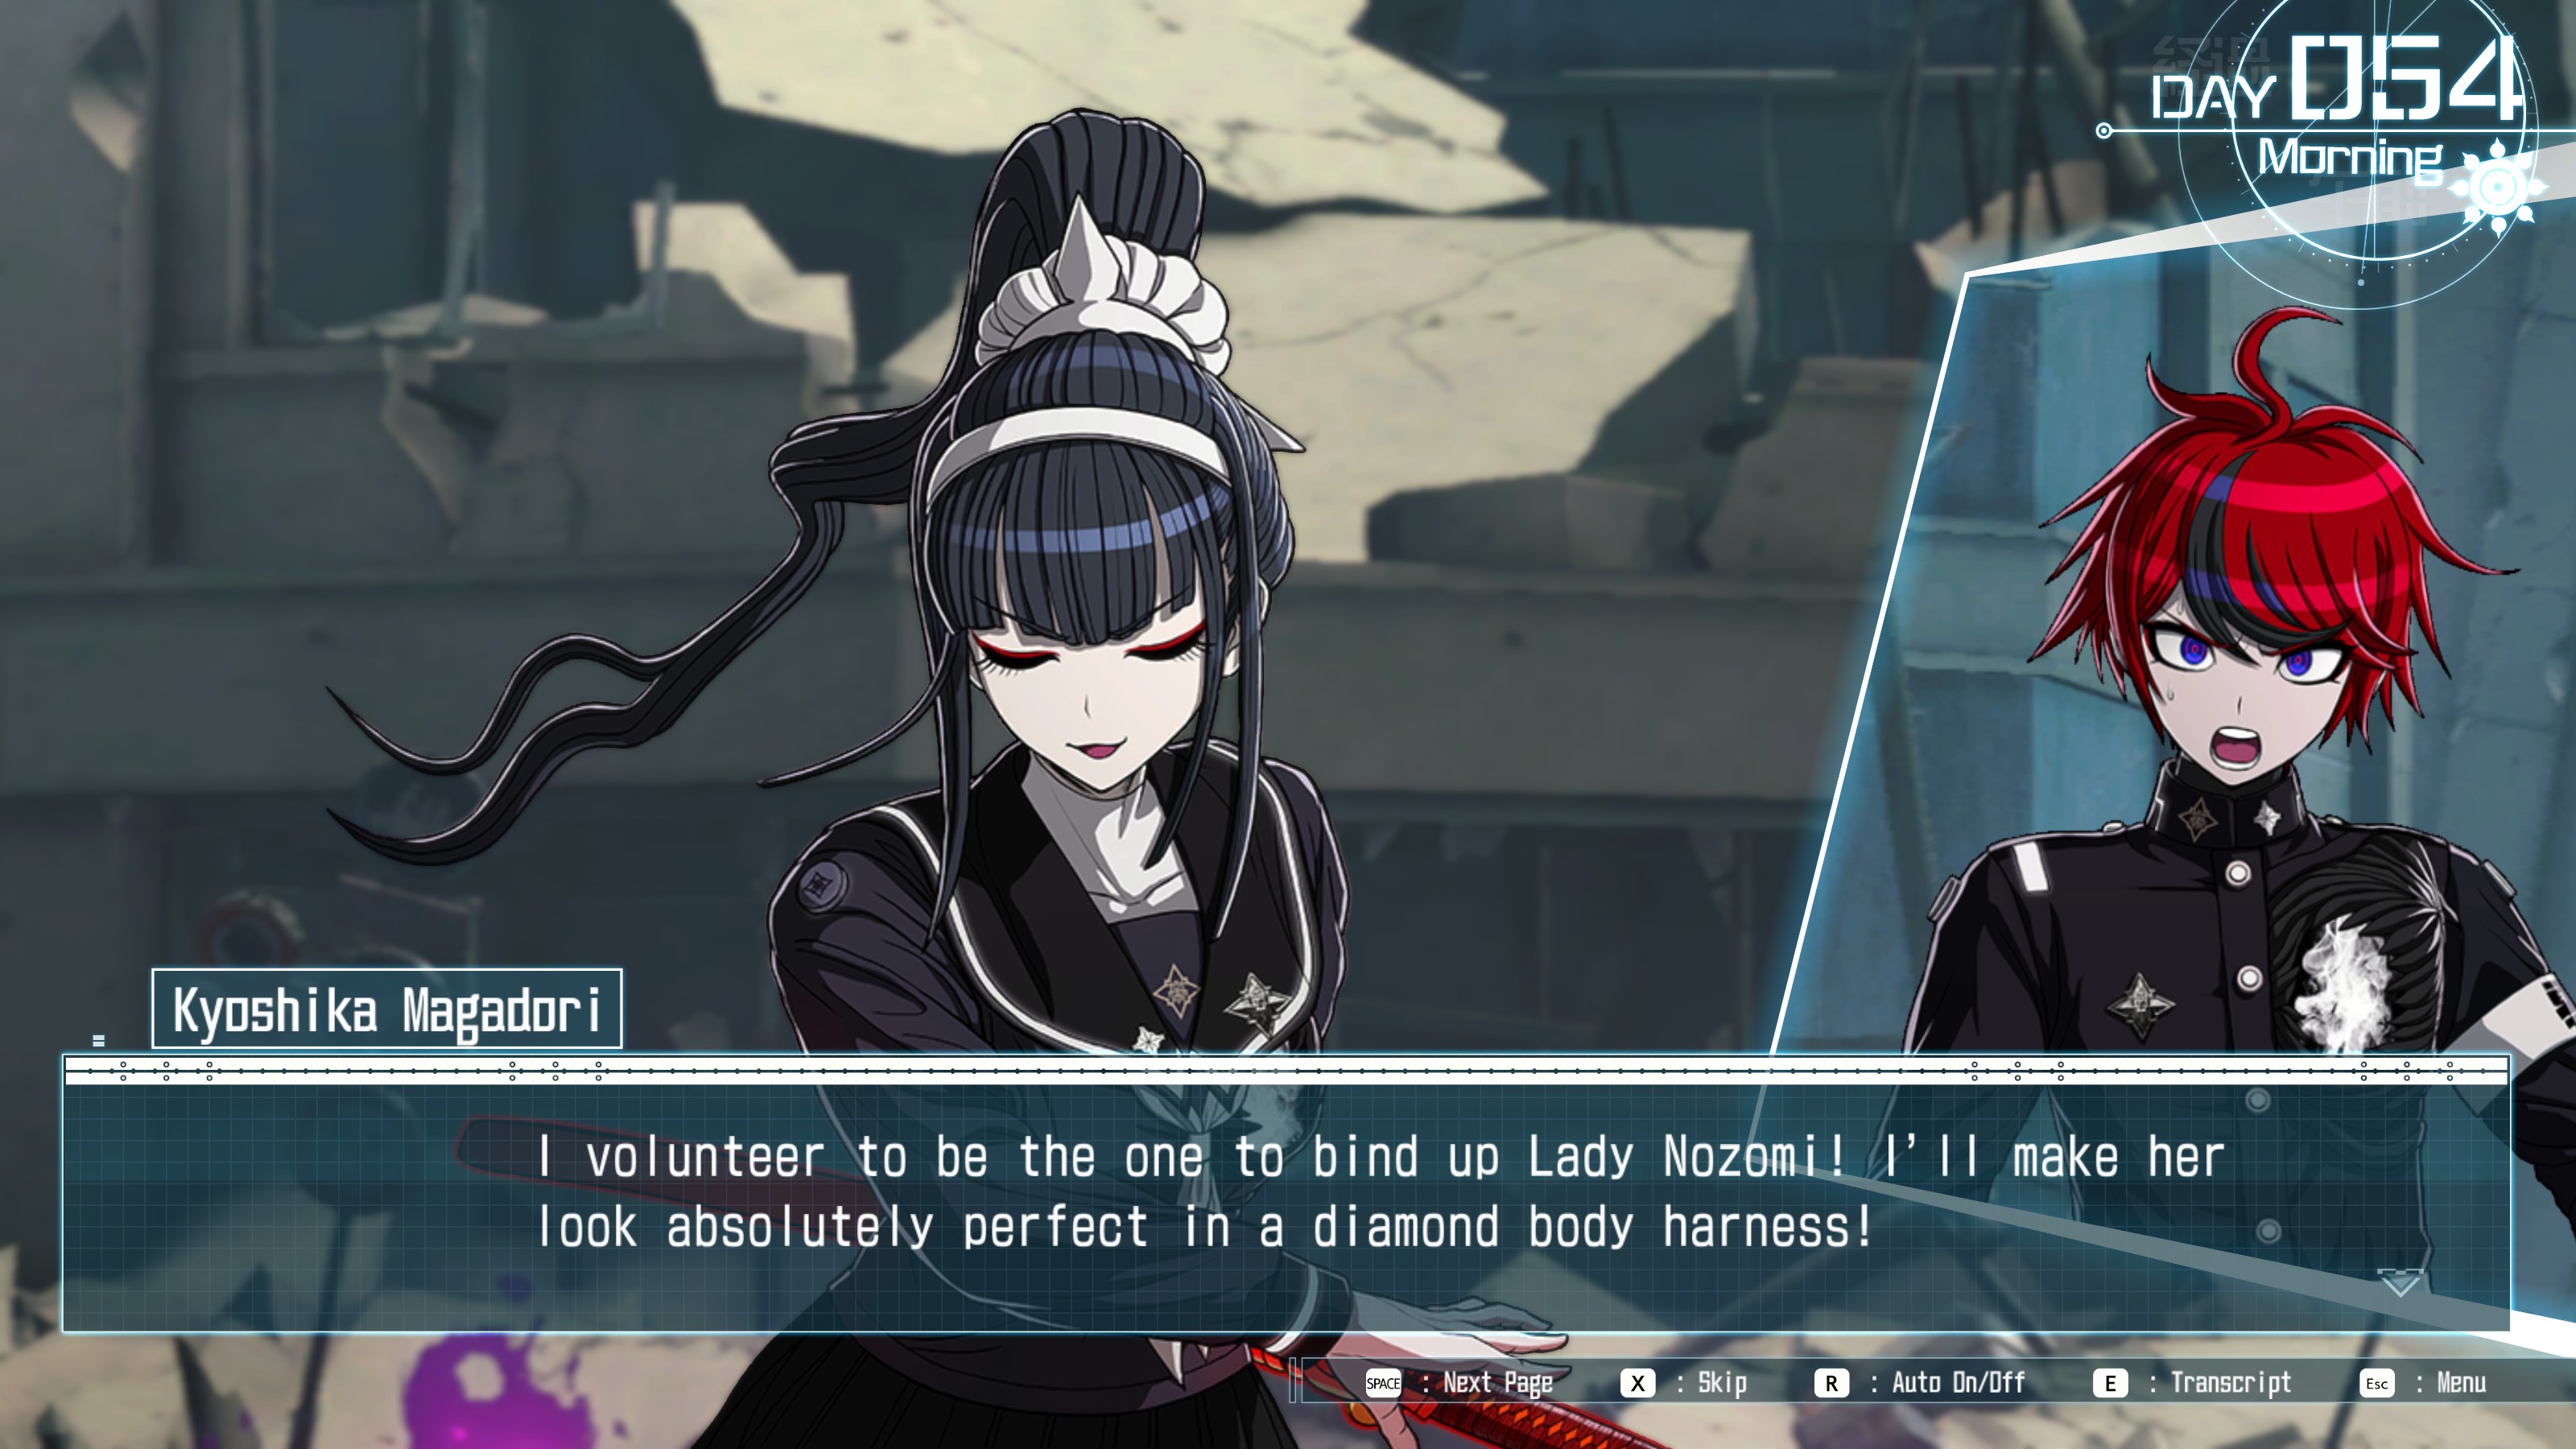 DAY 054
Morning
Kyoshika Magadori
I volunteer to be the one to bind up Lady Nozomi! I'll make her
look absolutely perfect in a diamond body harness!
SPACE : Next Page X : Skip R : Auto On/Off E : Transcript Esc : Menu